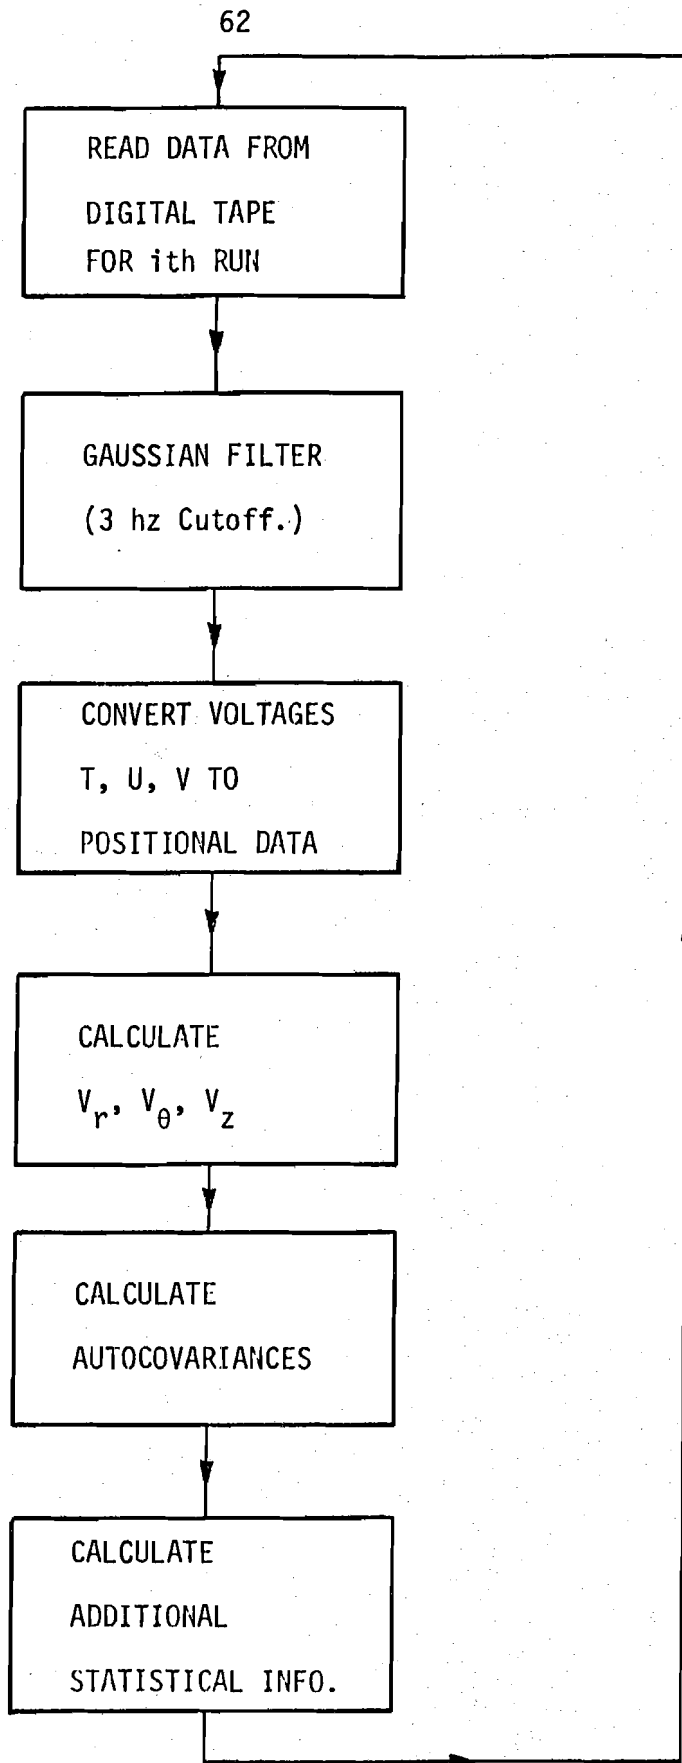 62
READ DATA FROM
DIGITAL TAPE
FOR ith RUN
GAUSSIAN FILTER
(3 hz Cutoff.)
CONVERT VOLTAGES
T, U, V TO
POSITIONAL DATA
CALCULATE
V_r, V_θ, V_z
CALCULATE
AUTOCOVARIANCES
CALCULATE
ADDITIONAL
STATISTICAL INFO.